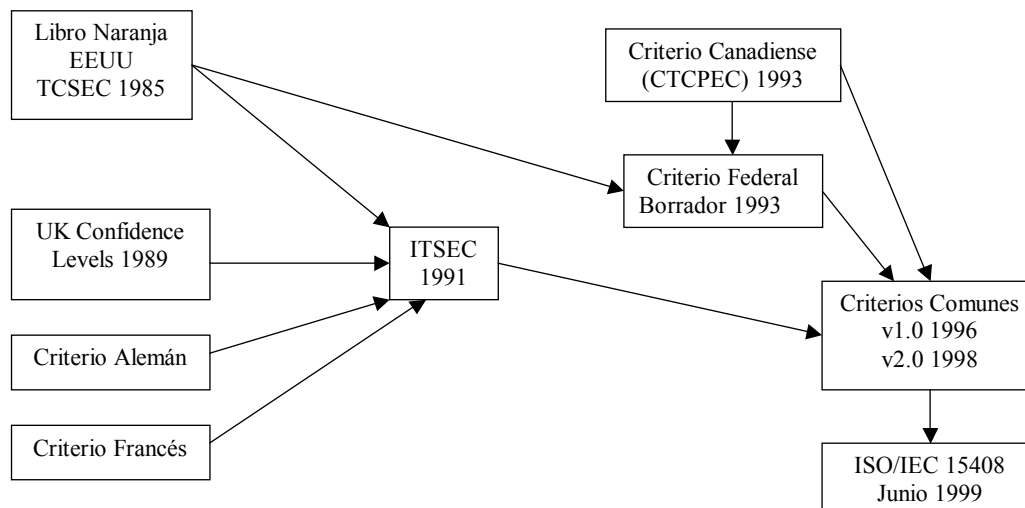 Libro Naranja
EEUU
TCSEC 1985
Criterio Canadiense
(CTCPEC) 1993
Criterio Federal
Borrador 1993
UK Confidence
Levels 1989
ITSEC
1991
Criterios Comunes
v1.0 1996
v2.0 1998
Criterio Alemán
Criterio Francés
ISO/IEC 15408
Junio 1999